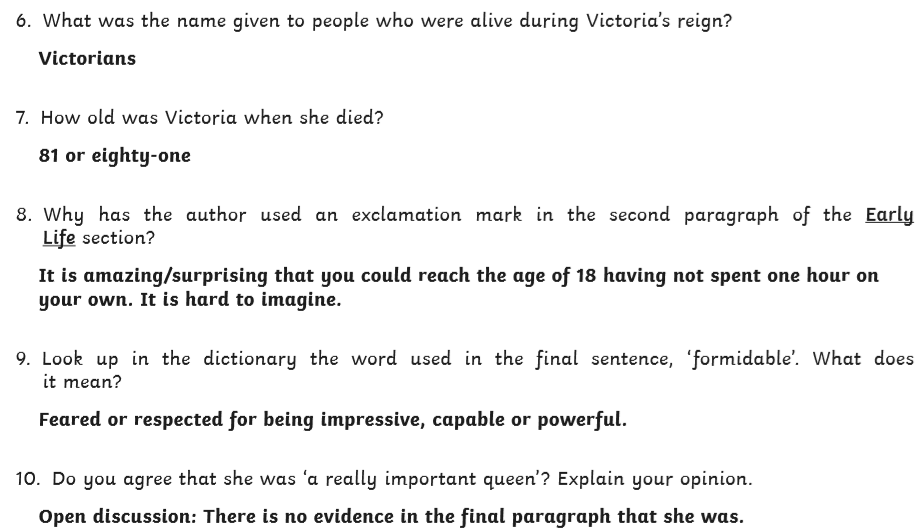 6. What was the name given to people who were alive during Victoria's reign?
Victorians
7. How old was Victoria when she died?
81 or eighty-one
8. Why has the author used an exclamation mark in the second paragraph of the Early
Life section?
It is amazing/surprising that you could reach the age of 18 having not spent one hour on
your own. It is hard to imagine.
9. Look up in the dictionary the word used in the final sentence, 'formidable'. What does
it mean?
Feared or respected for being impressive, capable or powerful.
10. Do you agree that she was 'a really important queen'? Explain your opinion.
Open discussion: There is no evidence in the final paragraph that she was.